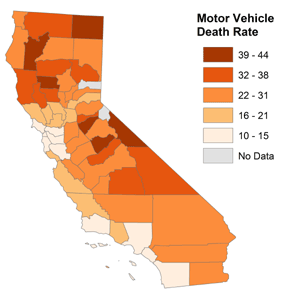 Motor Vehicle
Death Rate
39 - 44
32 - 38
22 - 31
16 - 21
10 - 15
No Data